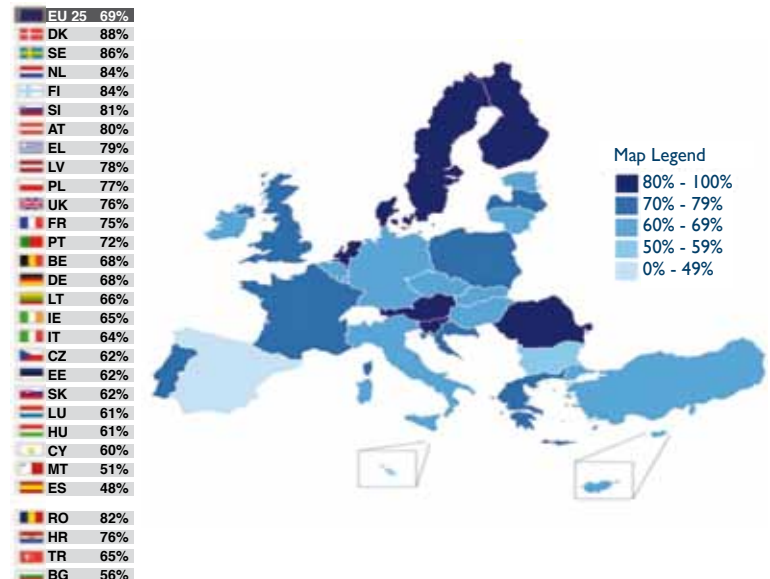 EU 25 69%
DK 88%
SE 86%
NL 84%
FI 84%
SI 81%
AT 80%
EL 79%
LV 78%
PL 77%
UK 76%
FR 75%
PT 72%
BE 68%
DE 68%
LT 66%
IE 65%
IT 64%
CZ 62%
EE 62%
SK 62%
LU 61%
HU 61%
CY 60%
MT 51%
ES 48%
RO 82%
HR 76%
TR 65%
BG 56%
Map Legend
80% - 100%
70% - 79%
60% - 69%
50% - 59%
0% - 49%